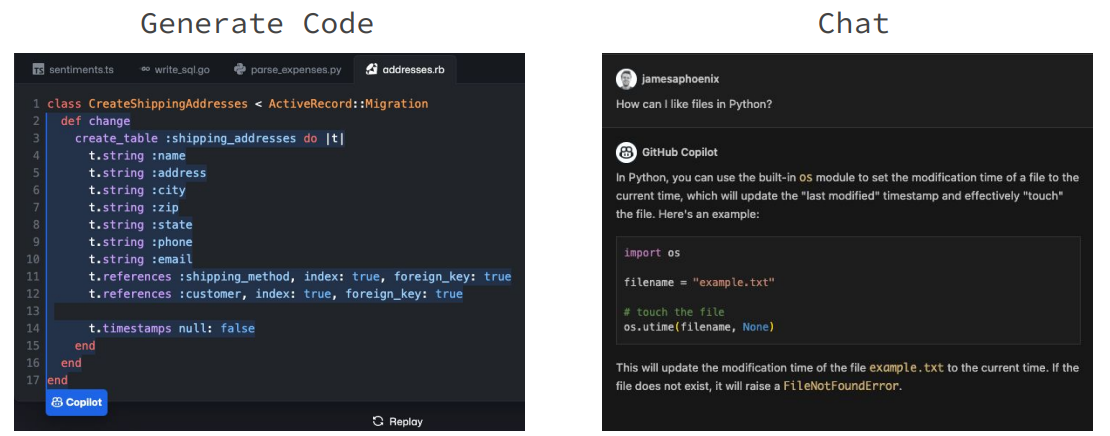 Generate Code
Chat
TS sentiments.ts
write_sql.go
parse_expenses.py
addresses.rb
1 class CreateShippingAddresses < ActiveRecord::Migration
2 def change
3 create_table :shipping_addresses do |t|
4 t.string :name
5 t.string :address
6 t.string :city
7 t.string :zip
8 t.string :state
9 t.string :phone
10 t.string :email
11 t.references :shipping_method, index: true, foreign_key: true
12 t.references :customer, index: true, foreign_key: true
13
14 t.timestamps null: false
15 end
16 end
17 end
Copilot
Replay
jamesaphoenix
How can I like files in Python?
GitHub Copilot
In Python, you can use the built-in os module to set the modification time of a file to the
current time, which will update the "last modified" timestamp and effectively "touch"
the file. Here's an example:
import os
filename = "example.txt"
# touch the file
os.utime(filename, None)
This will update the modification time of the file example.txt to the current time. If the
file does not exist, it will raise a FileNotFoundError.